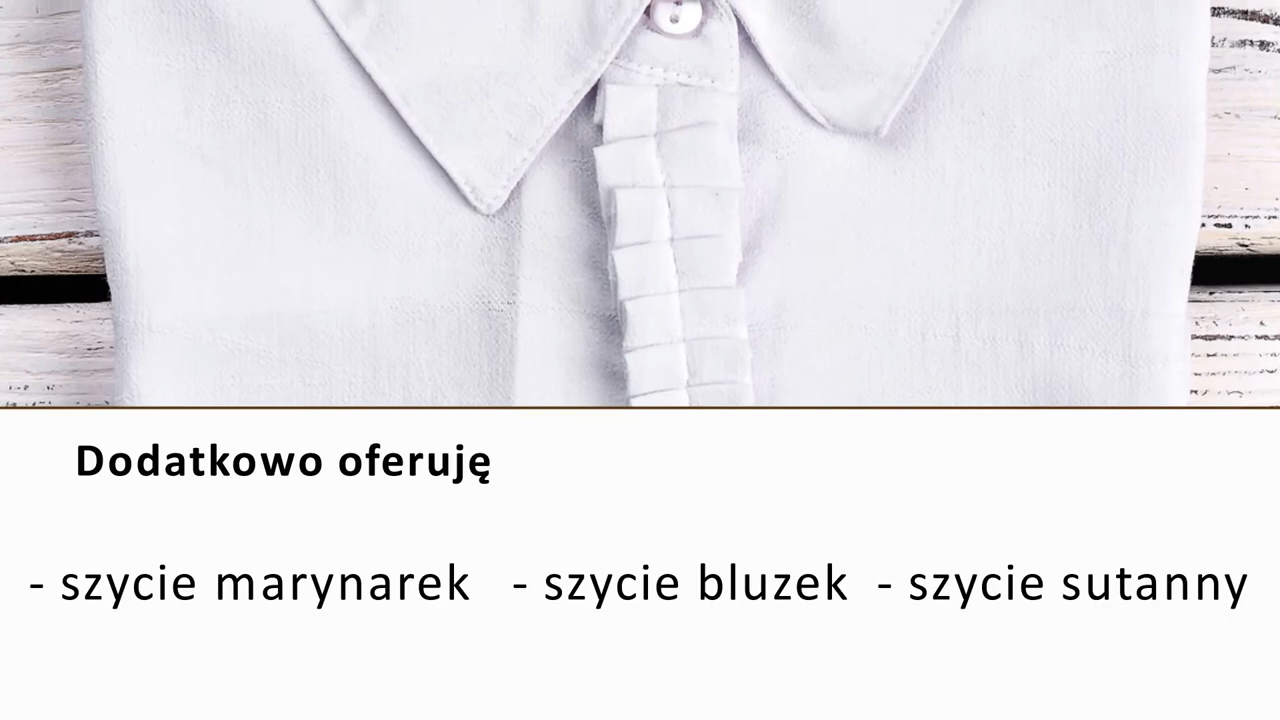 Dodatkowo oferuję
- szycie marynarek - szycie bluzek - szycie sutanny